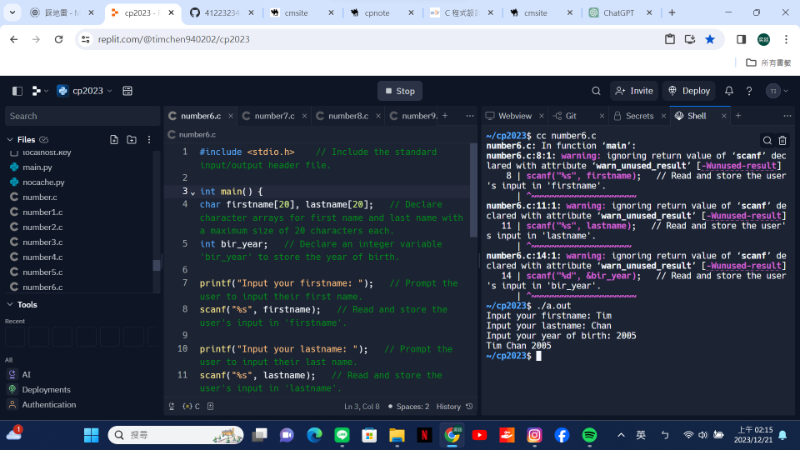 cp2023 - F
4122323
cmsite
cpnote
C 程式設
cmsite
ChatGPT
replit.com/@timchen940202/cp2023
所有書籤
cp2023
Stop
Invite
Deploy
Search
Files
localhost.key
main.py
nocache.py
number.c
number1.c
number2.c
number3.c
number4.c
number5.c
number6.c
Tools
Recent
All
AI
Deployments
Authentication
number6.c
number7.c
number8.c
number9.
number6.c
1 #include <stdio.h> // Include the standard
input/output header file.
2
3 int main() {
4 char firstname[20], lastname[20]; // Declare
character arrays for first name and last name with
a maximum size of 20 characters each.
5 int bir_year; // Declare an integer variable
'bir_year' to store the year of birth.
6
7 printf("Input your firstname: "); // Prompt the
user to input their first name.
8 scanf("%s", firstname); // Read and store the
user's input in 'firstname'.
9
10 printf("Input your lastname: "); // Prompt the
user to input their last name.
11 scanf("%s", lastname); // Read and store the
user's input in 'lastname'.
{•} C
Ln 3, Col 8
Spaces: 2
History
Webview
Git
Secrets
Shell
~/cp2023$ cc number6.c
number6.c: In function ‘main’:
number6.c:8:1: warning: ignoring return value of ‘scanf’ de
clared with attribute ‘warn_unused_result’ [-Wunused-result]
8 | scanf("%s", firstname); // Read and store the user
's input in 'firstname'.
| ^~~~~~~~~~~~~~~~~~~~~~
number6.c:11:1: warning: ignoring return value of ‘scanf’ d
eclared with attribute ‘warn_unused_result’ [-Wunused-result]
11 | scanf("%s", lastname); // Read and store the user'
s input in 'lastname'.
| ^~~~~~~~~~~~~~~~~~~~~
number6.c:14:1: warning: ignoring return value of ‘scanf’ d
eclared with attribute ‘warn_unused_result’ [-Wunused-result]
14 | scanf("%d", &bir_year); // Read and store the user
's input in 'bir_year'.
| ^~~~~~~~~~~~~~~~~~~~~~
~/cp2023$ ./a.out
Input your firstname: Tim
Input your lastname: Chan
Input your year of birth: 2005
Tim Chan 2005
~/cp2023$
1
搜尋
英
上午 02:15
2023/12/21